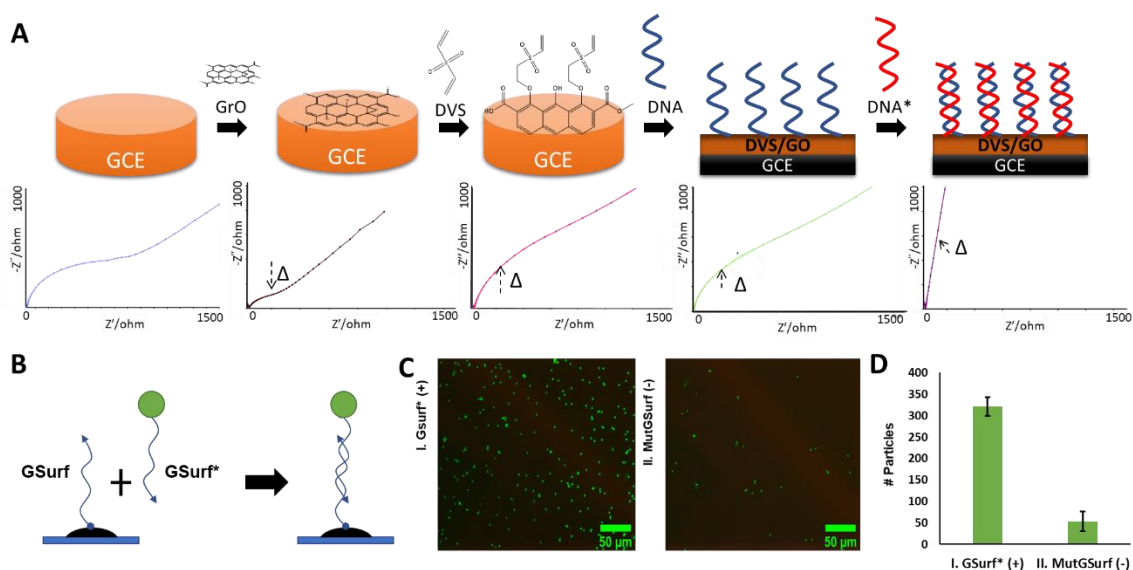 A
GrO
DVS
DNA
DNA*
GCE
GCE
GCE
DVS/GO
GCE
DVS/GO
GCE
HO
O
OH
O
O
O
-Z''/ohm
1000
0
Z'/ohm
1500
-Z''/ohm
1000
Δ
0
Z'/ohm
1500
-Z''/ohm
1000
Δ
0
Z'/ohm
1500
-Z''/ohm
1000
Δ
0
Z'/ohm
1500
-Z''/ohm
1000
Δ
0
Z'/ohm
1500
B
GSurf
+
GSurf*
C
I. Gsurf* (+)
50 µm
II. MutGSurf (-)
50 µm
D
# Particles
400
350
300
250
200
150
100
50
0
I. GSurf* (+)
II. MutGSurf (-)